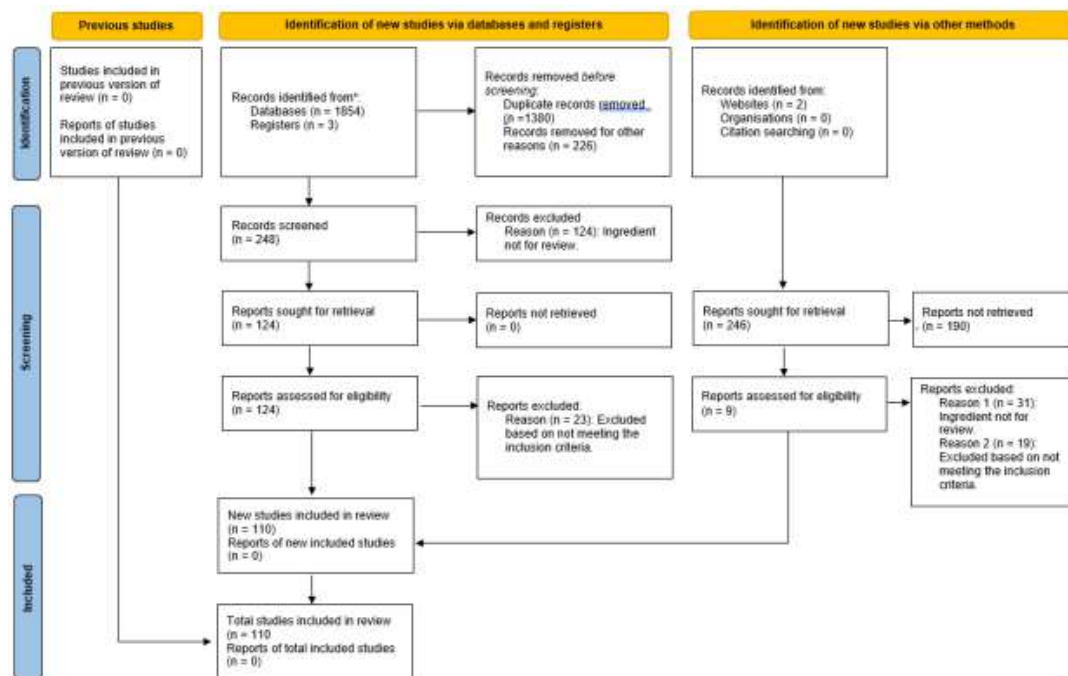 Previous studies
Identification of new studies via databases and registers
Identification of new studies via other methods
Identification
Studies included in
previous version of
review (n = 0)
Reports of studies
included in previous
version of review (n = 0)
Records identified from*:
Databases (n = 1854)
Registers (n = 3)
Records removed before
screening:
Duplicate records removed
(n =1380)
Records removed for other
reasons (n = 226)
Records identified from:
Websites (n = 2)
Organisations (n = 0)
Citation searching (n = 0)
Screening
Records screened
(n = 248)
Records excluded
Reason (n = 124): Ingredient
not for review.
Reports sought for retrieval
(n = 124)
Reports not retrieved
(n = 0)
Reports sought for retrieval
(n = 246)
Reports not retrieved
(n = 190)
Reports assessed for eligibility
(n = 124)
Reports excluded:
Reason (n = 23): Excluded
based on not meeting the
inclusion criteria.
Reports assessed for eligibility
(n = 9)
Reports excluded:
Reason 1 (n = 31):
Ingredient not for
review.
Reason 2 (n = 19):
Excluded based on not
meeting the inclusion
criteria.
Included
New studies included in review
(n = 110)
Reports of new included studies
(n = 0)
Total studies included in review
(n = 110
Reports of total included studies
(n = 0)